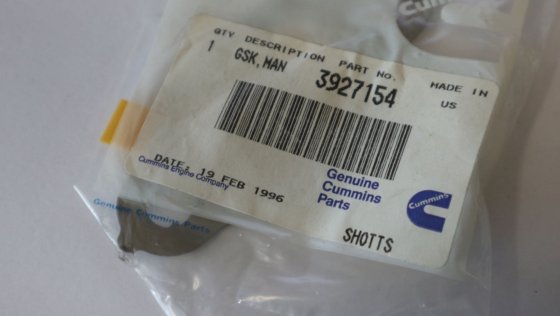 Cummins
QTY DESCRIPTION PART NO. MADE IN
1 GSK,MAN 3927154 US
DATE: 19 FEB 1996
Cummins Engine Company
Genuine
Cummins
Parts
Cummins
SHOTTS
Genuine Cummins Parts